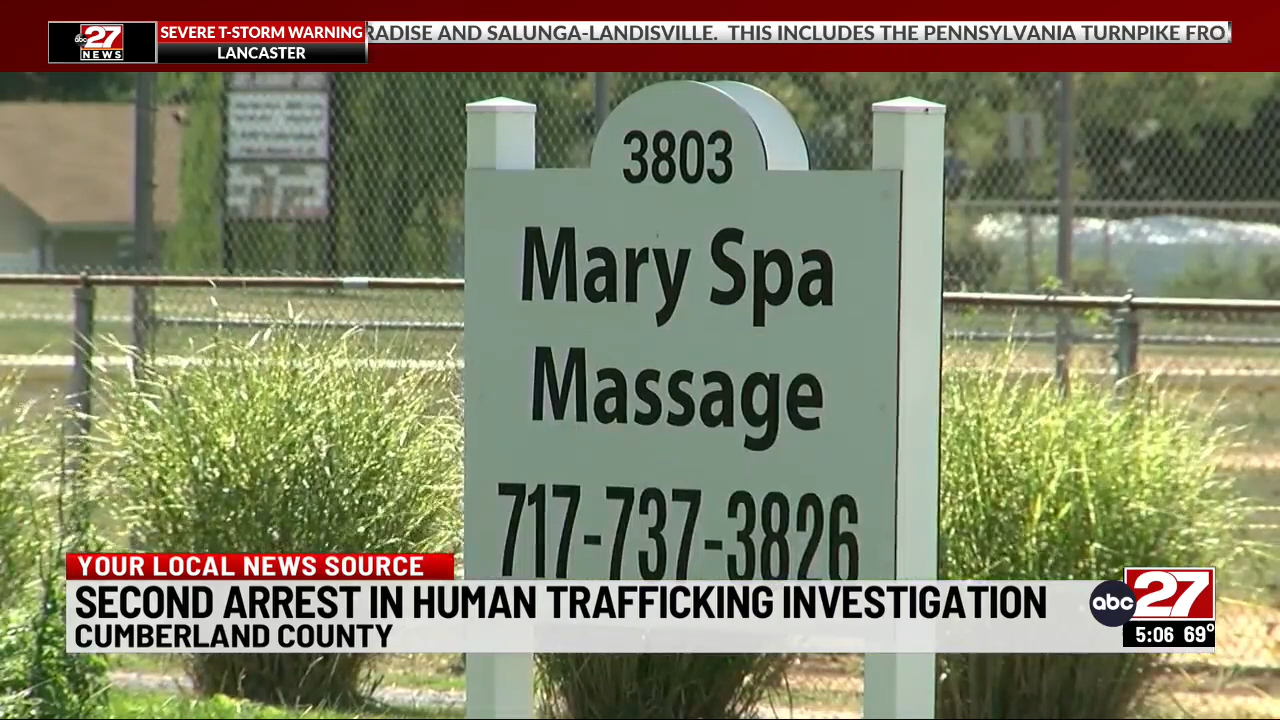 abc 27 NEWS
SEVERE T-STORM WARNING
LANCASTER
RADISE AND SALUNGA-LANDISVILLE. THIS INCLUDES THE PENNSYLVANIA TURNPIKE FRO
3803
Mary Spa
Massage
717-737-3826
YOUR LOCAL NEWS SOURCE
SECOND ARREST IN HUMAN TRAFFICKING INVESTIGATION
CUMBERLAND COUNTY
abc 27
5:06 69°